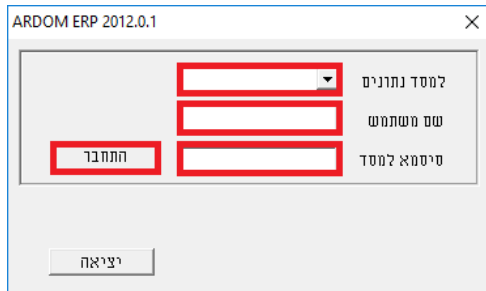 ARDOM ERP 2012.0.1
למסד נתונים
שם משתמש
סיסמא למסד
התחבר
יציאה